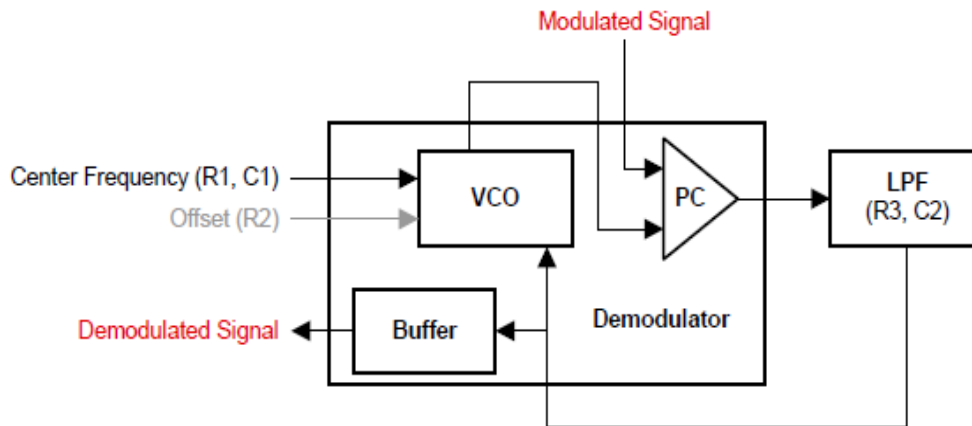 Modulated Signal
Center Frequency (R1, C1)
Offset (R2)
VCO
PC
LPF
(R3, C2)
Demodulated Signal
Buffer
Demodulator